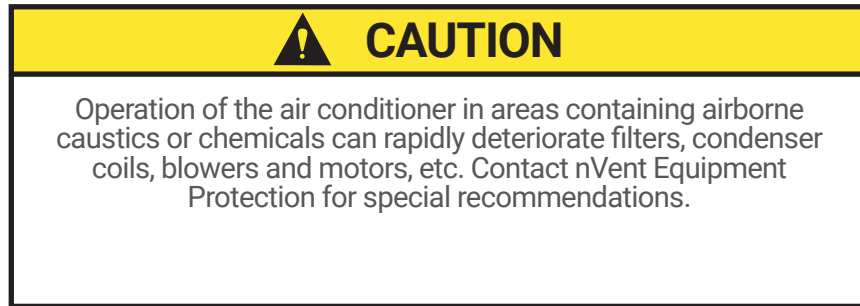 CAUTION
Operation of the air conditioner in areas containing airborne
caustics or chemicals can rapidly deteriorate filters, condenser
coils, blowers and motors, etc. Contact nVent Equipment
Protection for special recommendations.